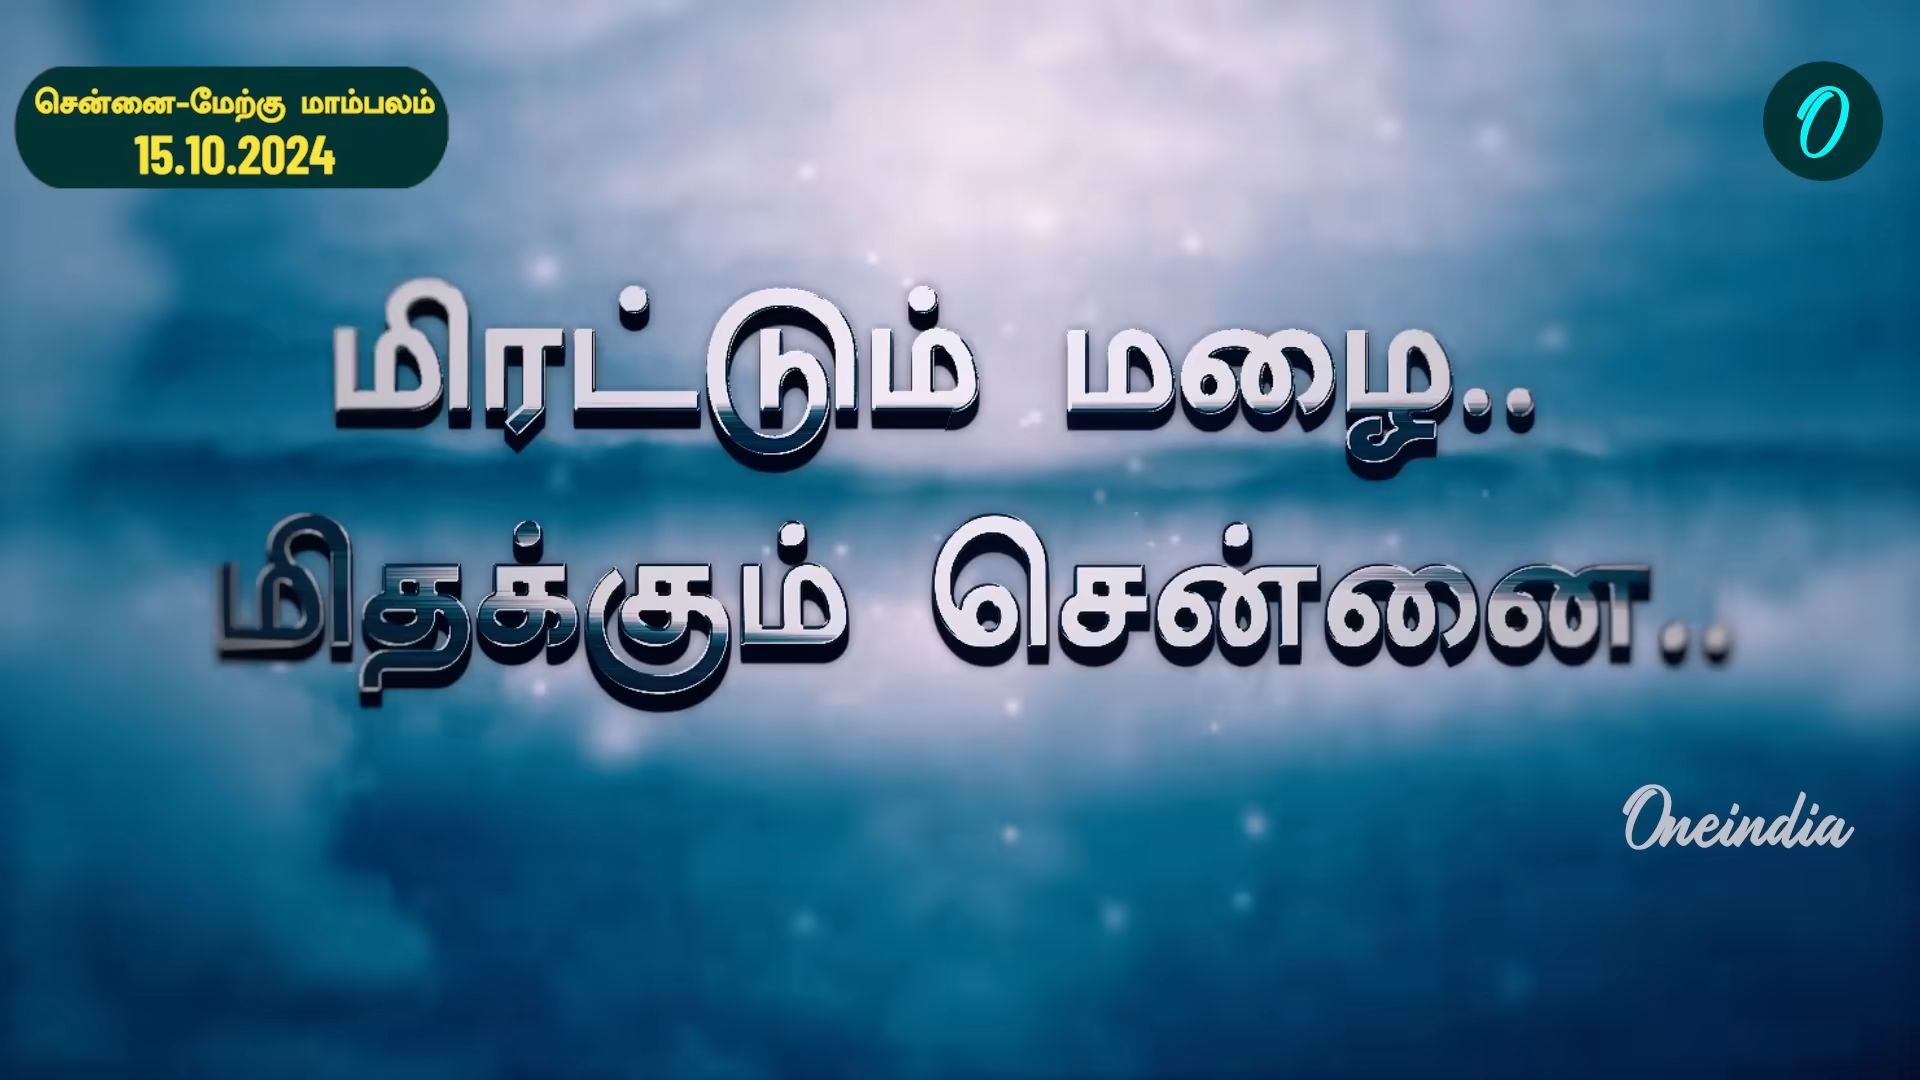 சென்னை-மேற்கு மாம்பலம்
15.10.2024
O
மிரட்டும் மழை..
மிதக்கும் சென்னை..
Oneindia